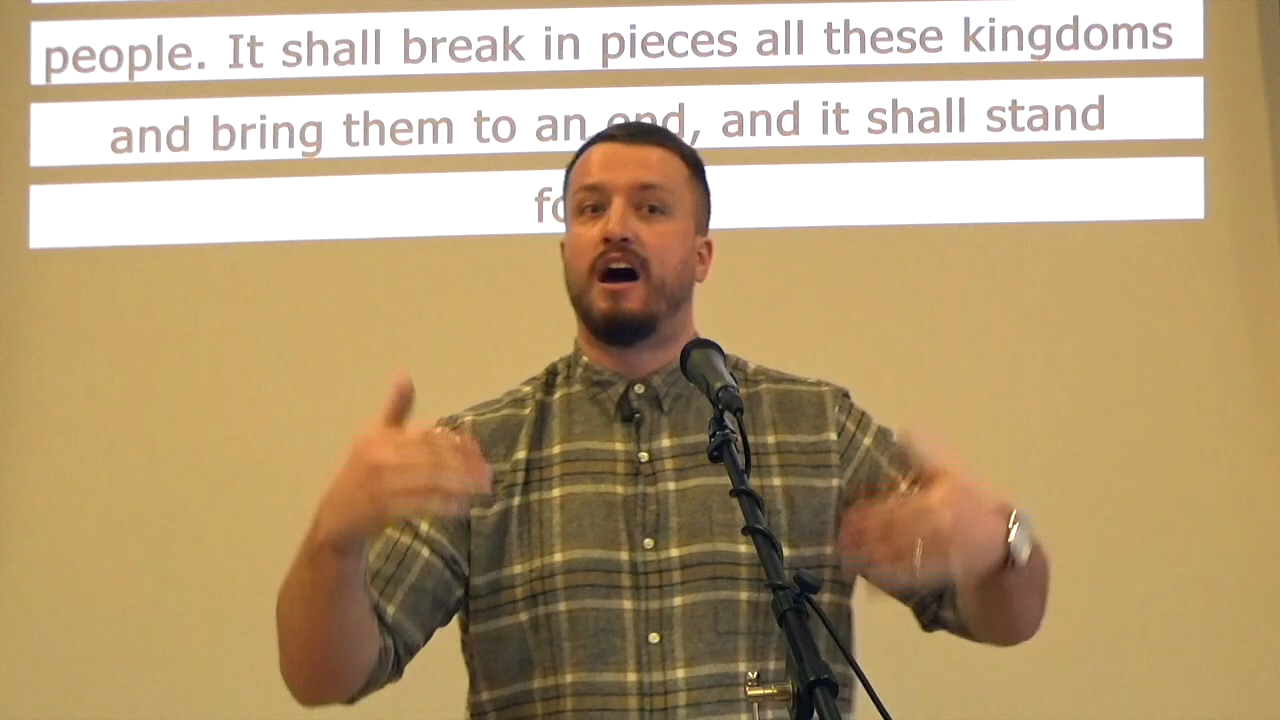 people. It shall break in pieces all these kingdoms
and bring them to an end, and it shall stand